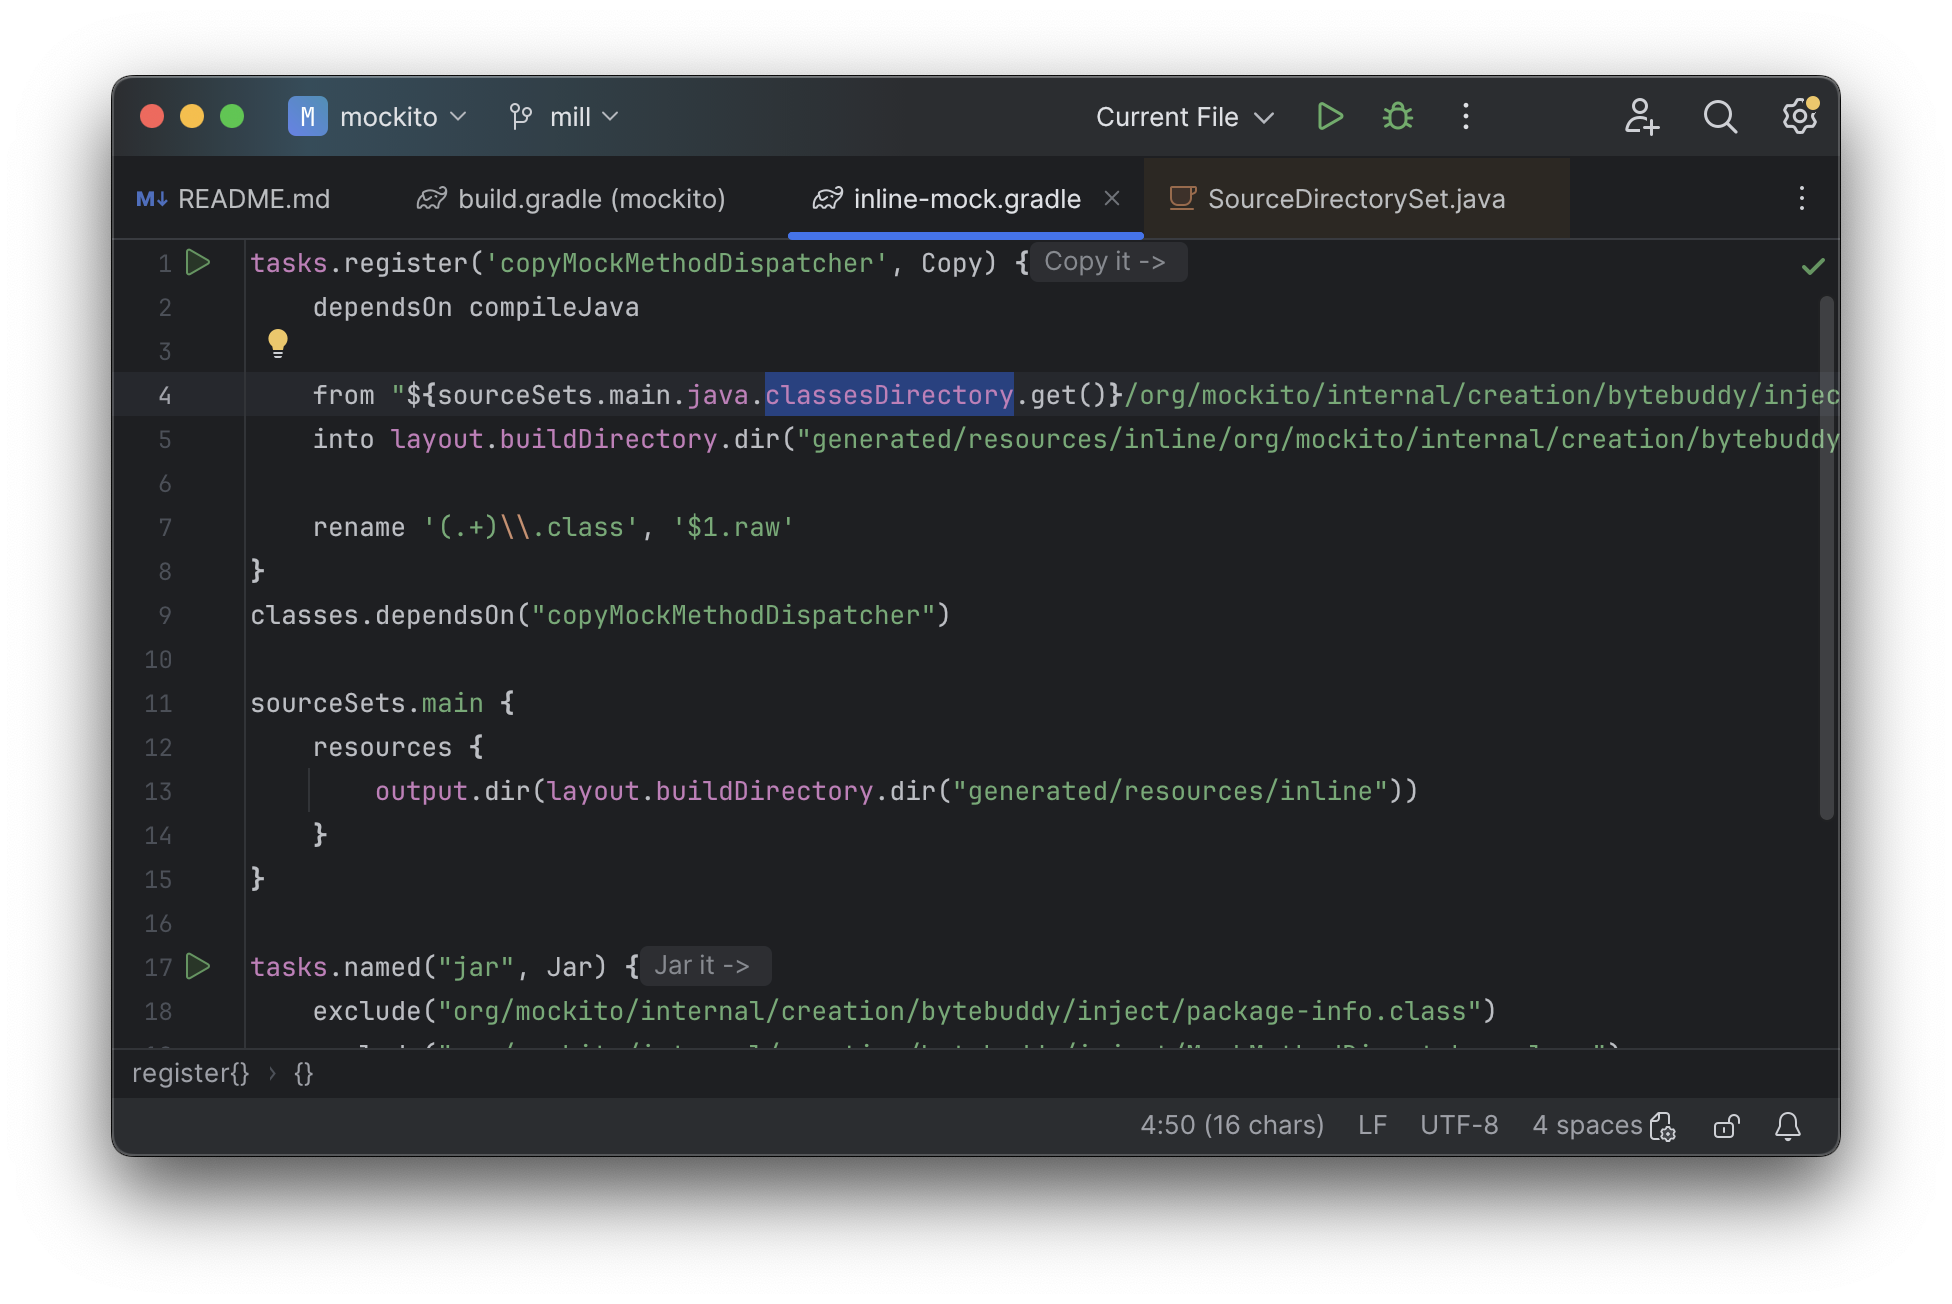 M mockito mill Current File
README.md build.gradle (mockito) inline-mock.gradle SourceDirectorySet.java
1 tasks.register('copyMockMethodDispatcher', Copy) { Copy it ->
2 dependsOn compileJava
3
4 from "${sourceSets.main.java.classesDirectory.get()}/org/mockito/internal/creation/bytebuddy/injec
5 into layout.buildDirectory.dir("generated/resources/inline/org/mockito/internal/creation/bytebuddy
6
7 rename '(.+)\\.class', '$1.raw'
8 }
9 classes.dependsOn("copyMockMethodDispatcher")
10
11 sourceSets.main {
12 resources {
13 output.dir(layout.buildDirectory.dir("generated/resources/inline"))
14 }
15 }
16
17 tasks.named("jar", Jar) { Jar it ->
18 exclude("org/mockito/internal/creation/bytebuddy/inject/package-info.class")
register{} › {}
4:50 (16 chars) LF UTF-8 4 spaces